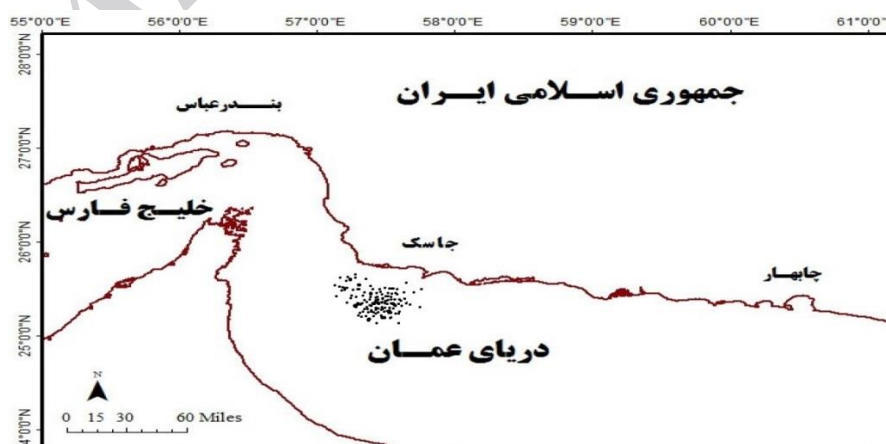 55°0'0"E 56°0'0"E 57°0'0"E 58°0'0"E 59°0'0"E 60°0'0"E 61°0'0"
28°0'0"N
جمهوری اسلامی ایران
بندرعباس
27°0'0"N
خلیج فارس
26°0'0"N
جاسک
چابهار
25°0'0"N
دریای عمان
N
0 15 30 60 Miles
4°0'0"N